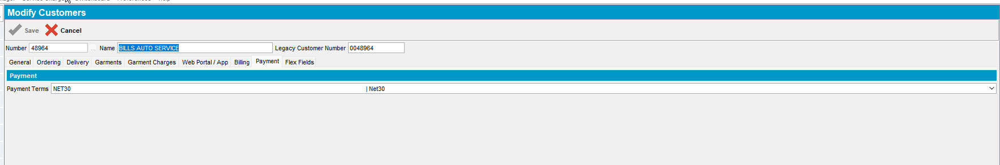 Modify Customers
Save Cancel
Number 48964 ... Name BILLS AUTO SERVICE Legacy Customer Number 0048964
General Ordering Delivery Garments Garment Charges Web Portal / App Billing Payment Flex Fields
Payment
Payment Terms NET30 | Net30